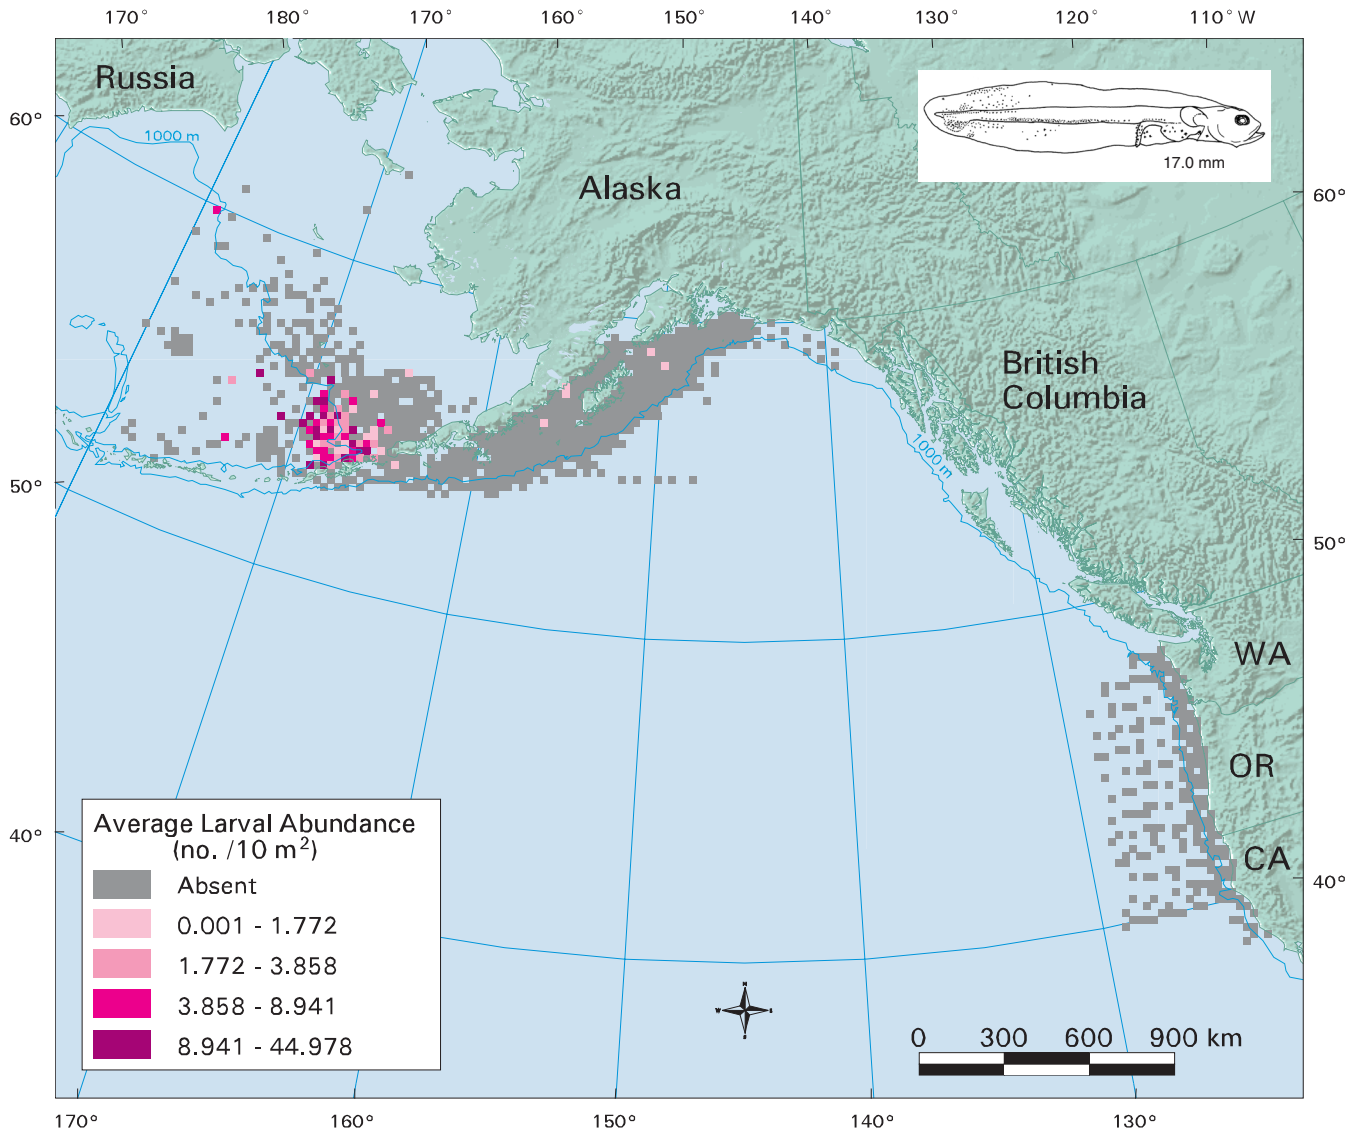 170° 180° 170° 160° 150° 140° 130° 120° 110° W
Russia
60°
1000 m
17.0 mm
Alaska
60°
British
Columbia
1000 m
50°
50°
WA
OR
CA
40°
40°
Average Larval Abundance
(no. /10 m²)
Absent
0.001 - 1.772
1.772 - 3.858
3.858 - 8.941
8.941 - 44.978
N
W
S
0 300 600 900 km
170° 160° 150° 140° 130°